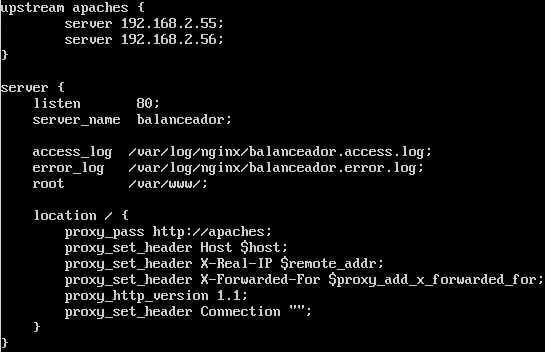 upstream apaches {
        server 192.168.2.55;
        server 192.168.2.56;
}

server {
    listen       80;
    server_name  balanceador;

    access_log  /var/log/nginx/balanceador.access.log;
    error_log   /var/log/nginx/balanceador.error.log;
    root        /var/www/;

    location / {
        proxy_pass http://apaches;
        proxy_set_header Host $host;
        proxy_set_header X-Real-IP $remote_addr;
        proxy_set_header X-Forwarded-For $proxy_add_x_forwarded_for;
        proxy_http_version 1.1;
        proxy_set_header Connection "";
    }
}